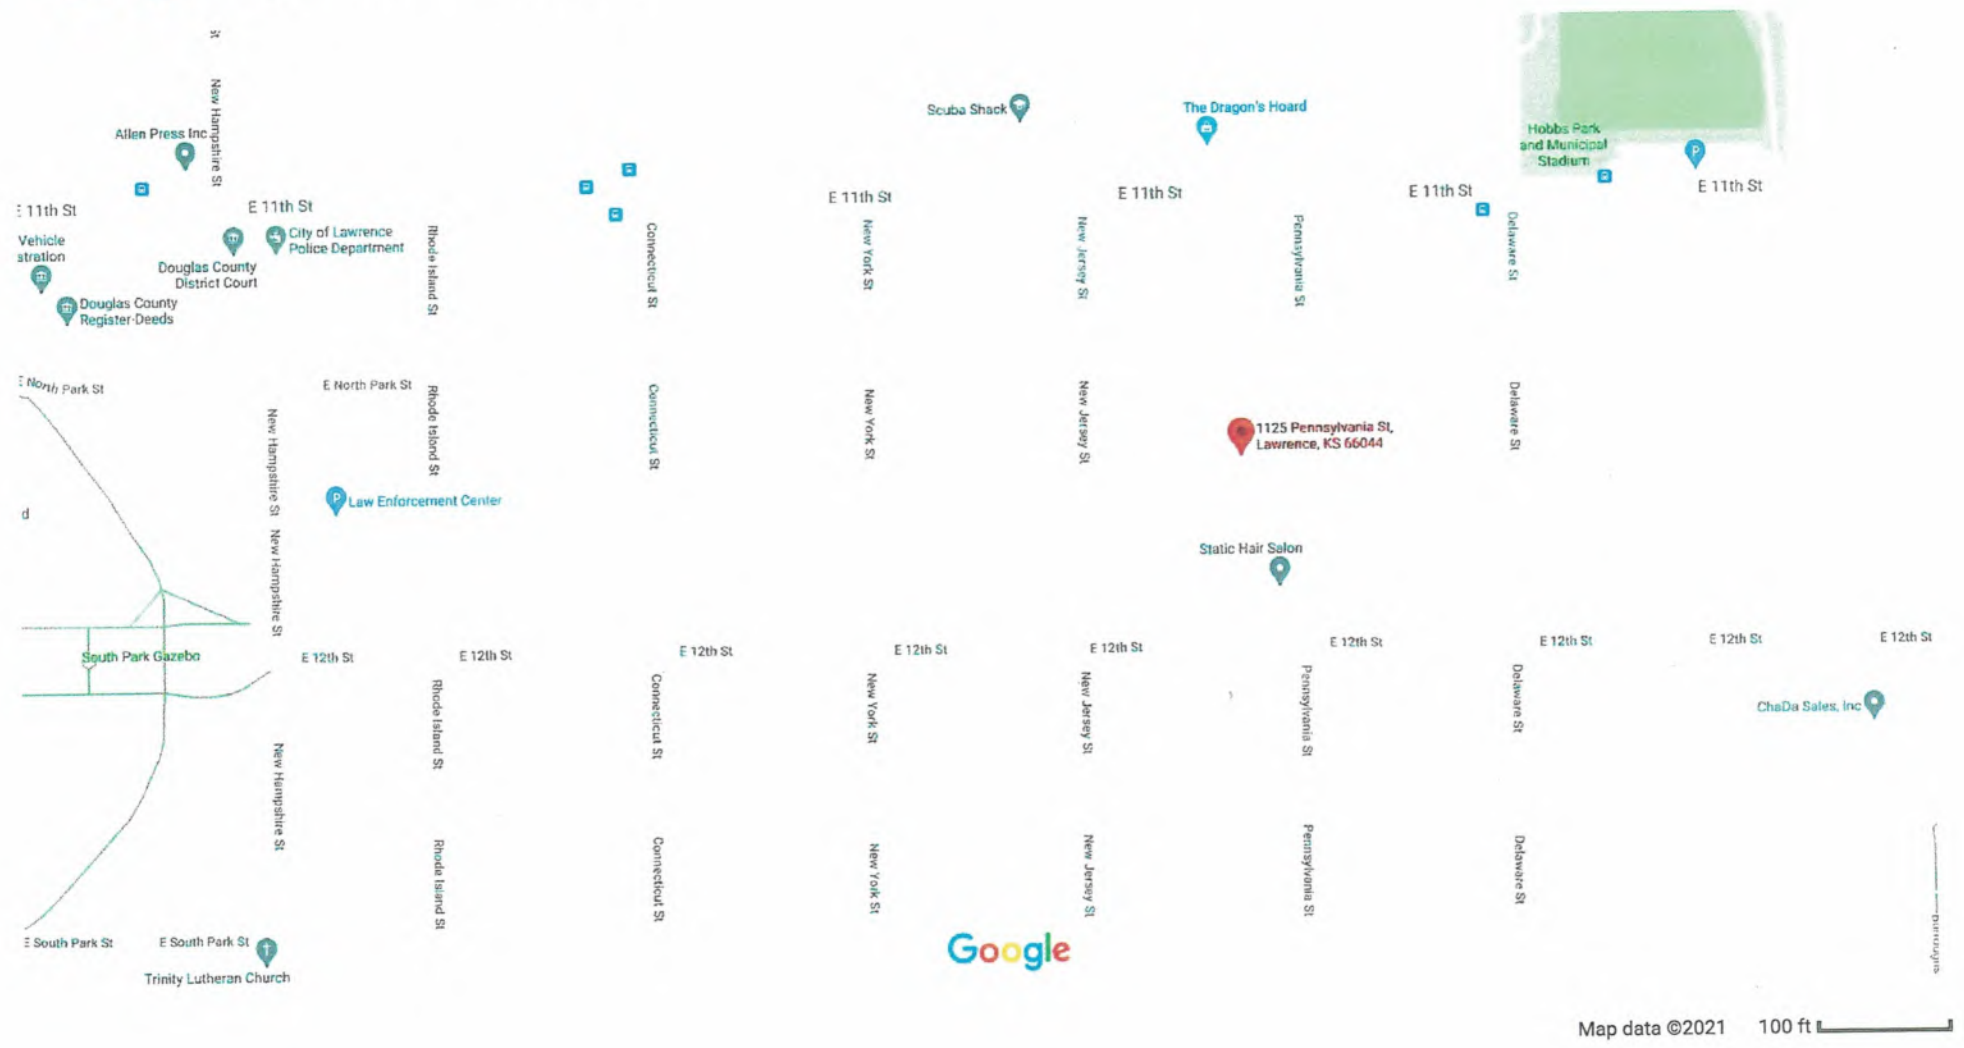 St
New Hampshire St
Allen Press Inc
Scuba Shack
The Dragon's Hoard
Hobbs Park
and Municipal
Stadium
P
E 11th St
E 11th St
E 11th St
E 11th St
E 11th St
E 11th St
Vehicle
stration
City of Lawrence
Police Department
Douglas County
District Court
Douglas County
Register-Deeds
Rhode Island St
Connecticut St
New York St
New Jersey St
Pennsylvania St
Delaware St
E North Park St
E North Park St
New Hampshire St
Rhode Island St
Connecticut St
New York St
New Jersey St
1125 Pennsylvania St,
Lawrence, KS 66044
Delaware St
P
Law Enforcement Center
d
New Hampshire St
Static Hair Salon
South Park Gazebo
E 12th St
E 12th St
E 12th St
E 12th St
E 12th St
E 12th St
E 12th St
E 12th St
E 12th St
Rhode Island St
Connecticut St
New York St
New Jersey St
Pennsylvania St
Delaware St
ChaDa Sales, Inc
New Hampshire St
Rhode Island St
Connecticut St
New York St
New Jersey St
Pennsylvania St
Delaware St
E South Park St
E South Park St
Trinity Lutheran Church
Google
Map data ©2021 100 ft